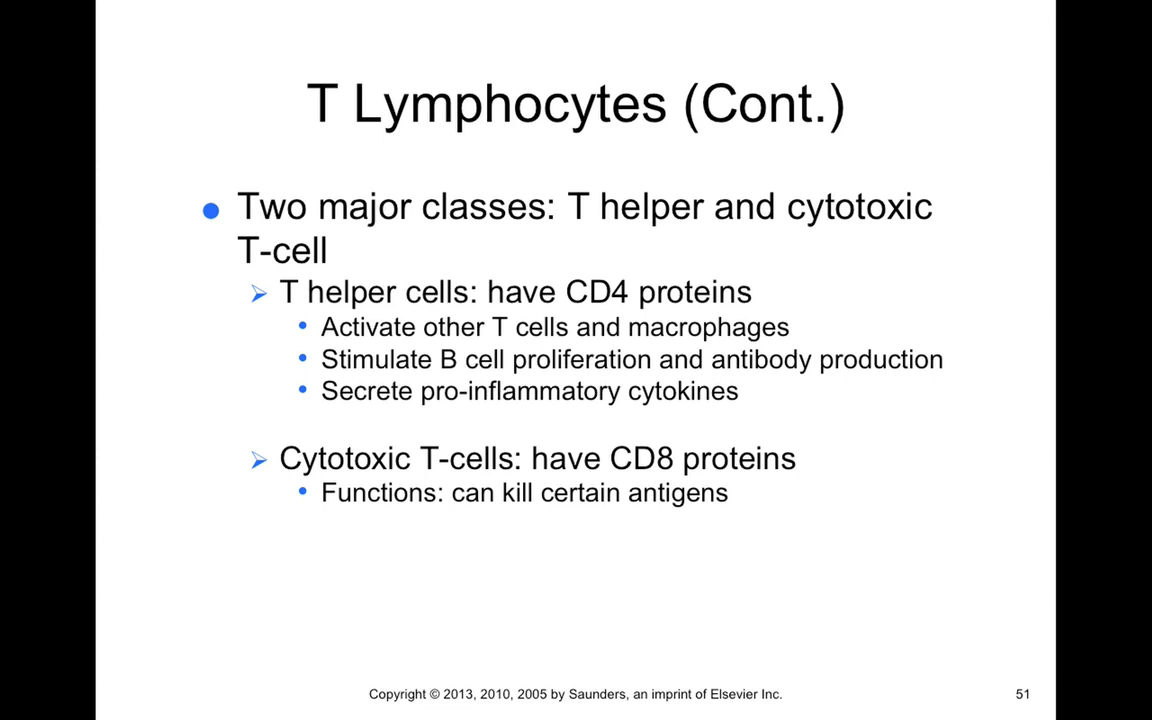 T Lymphocytes (Cont.)
Two major classes: T helper and cytotoxic
T-cell
T helper cells: have CD4 proteins
Activate other T cells and macrophages
Stimulate B cell proliferation and antibody production
Secrete pro-inflammatory cytokines
Cytotoxic T-cells: have CD8 proteins
Functions: can kill certain antigens
Copyright © 2013, 2010, 2005 by Saunders, an imprint of Elsevier Inc.
51